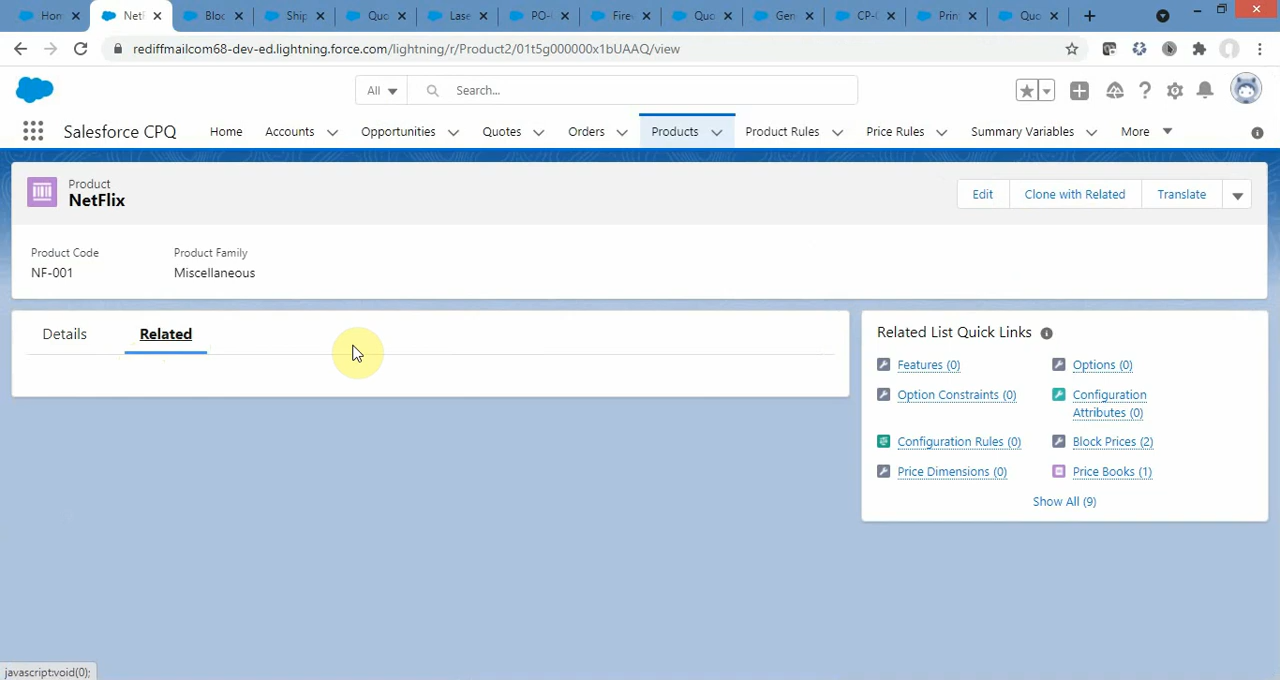 Hom
NetF
Bloc
Ship
Quo
Lase
PO-
Fire
Quo
Gen
CP-
Prin
Quo
rediffmailcom68-dev-ed.lightning.force.com/lightning/r/Product2/01t5g000000x1bUAAQ/view
All
Search...
Salesforce CPQ
Home
Accounts
Opportunities
Quotes
Orders
Products
Product Rules
Price Rules
Summary Variables
More
Product
NetFlix
Edit
Clone with Related
Translate
Product Code
Product Family
NF-001
Miscellaneous
Details
Related
Related List Quick Links
Features (0)
Options (0)
Option Constraints (0)
Configuration
Attributes (0)
Configuration Rules (0)
Block Prices (2)
Price Dimensions (0)
Price Books (1)
Show All (9)
javascript:void(0);